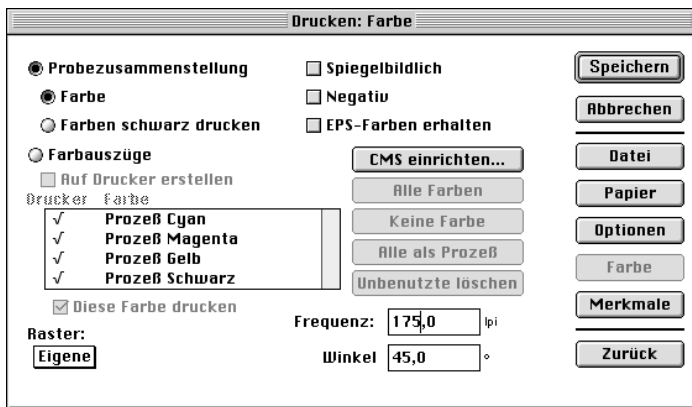 Drucken: Farbe
Probezusammenstellung
Farbe
Farben schwarz drucken
Farbauszüge
Auf Drucker erstellen
Drucker Farbe
√ Prozeß Cyan
√ Prozeß Magenta
√ Prozeß Gelb
√ Prozeß Schwarz
Diese Farbe drucken
Raster:
Eigene
Spiegelbildlich
Negativ
EPS-Farben erhalten
CMS einrichten...
Alle Farben
Keine Farbe
Alle als Prozeß
Unbenutzte löschen
Frequenz: 175,0 lpi
Winkel 45,0 °
Speichern
Abbrechen
Datei
Papier
Optionen
Farbe
Merkmale
Zurück